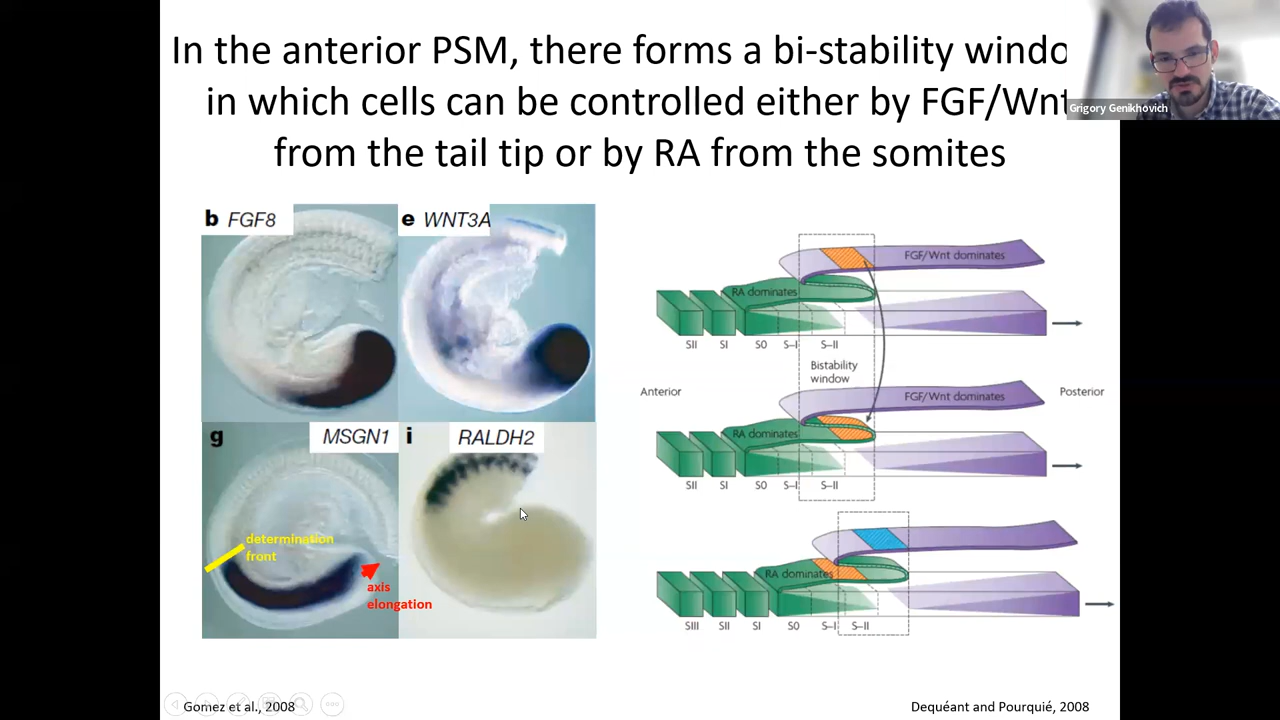 In the anterior PSM, there forms a bi-stability windo
in which cells can be controlled either by FGF/Wnt
from the tail tip or by RA from the somites
Grigory Genikhovich
b FGF8
e WNT3A
g MSGN1
i RALDH2
determination
front
axis
elongation
FGF/Wnt dominates
RA dominates
SII SI S0 S–I S–II
Bistability
window
Anterior
Posterior
FGF/Wnt dominates
RA dominates
SII SI S0 S–I S–II
RA dominates
SIII SII SI S0 S–I S–II
Gomez et al., 2008
Dequéant and Pourquié, 2008